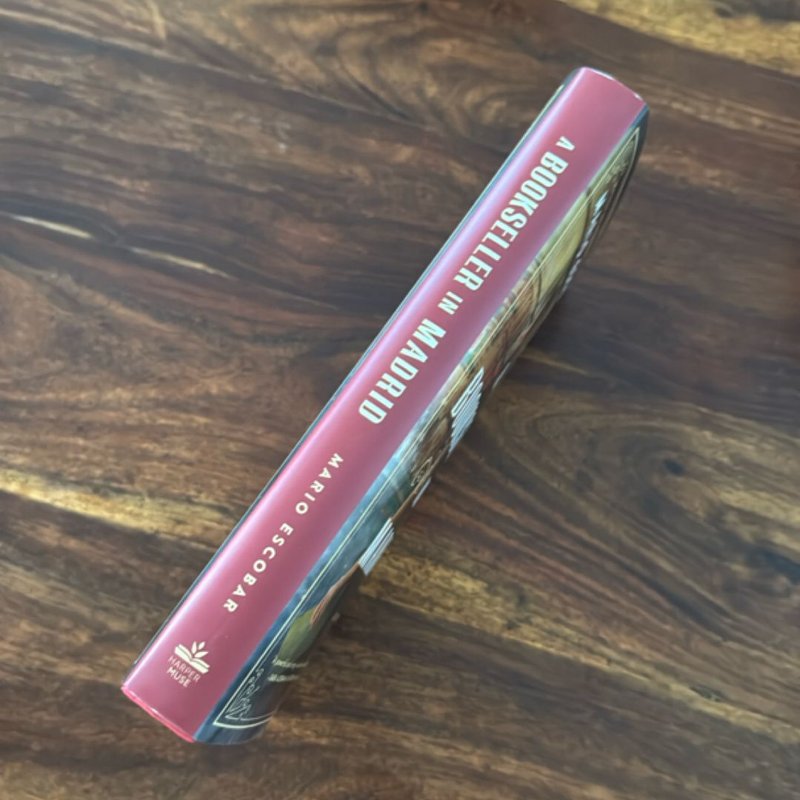 A BOOKSELLER IN MADRID
MARIO ESCOBAR
HARPER
MUSE